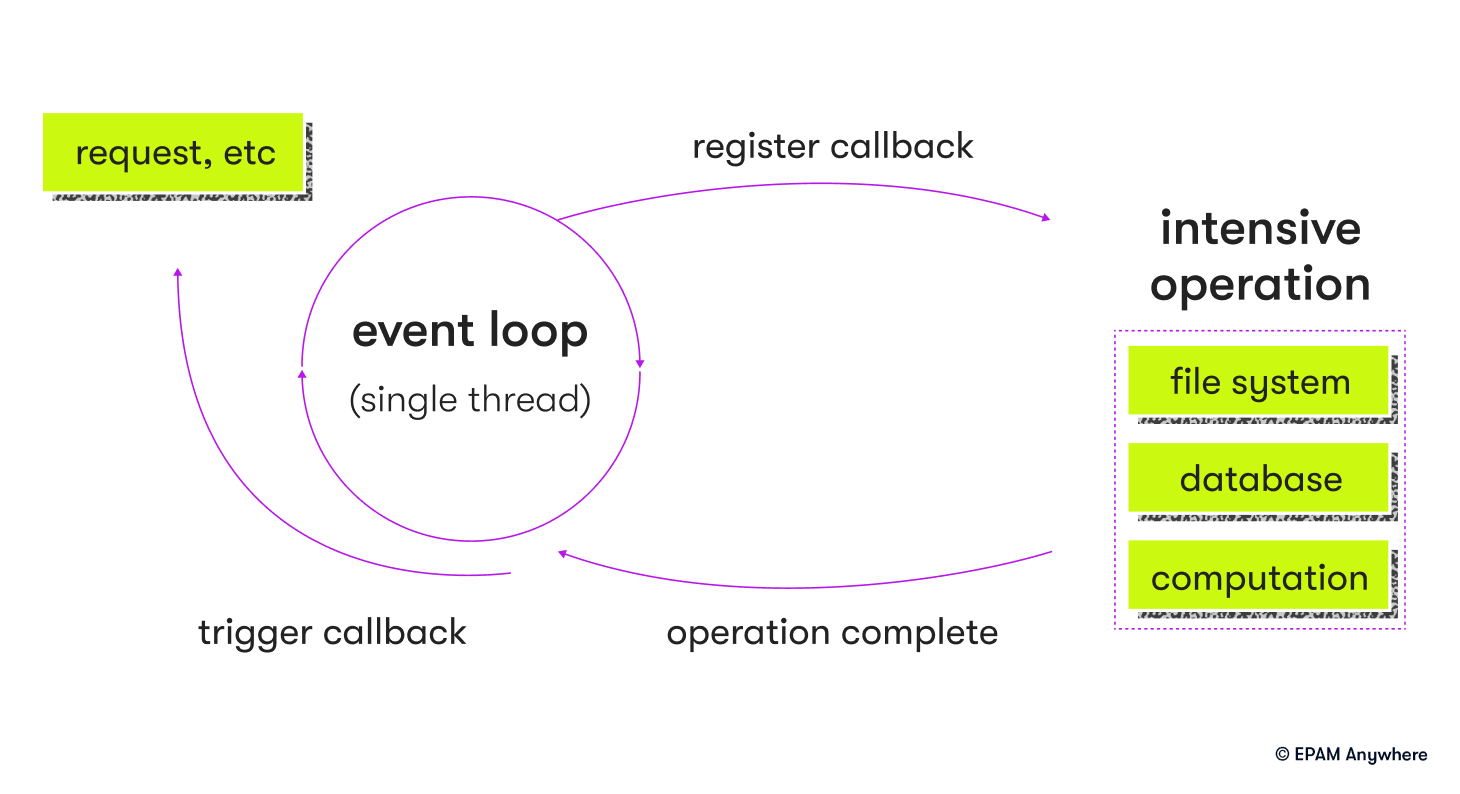 request, etc
register callback
intensive
operation
event loop
(single thread)
file system
database
computation
trigger callback
operation complete
© EPAM Anywhere